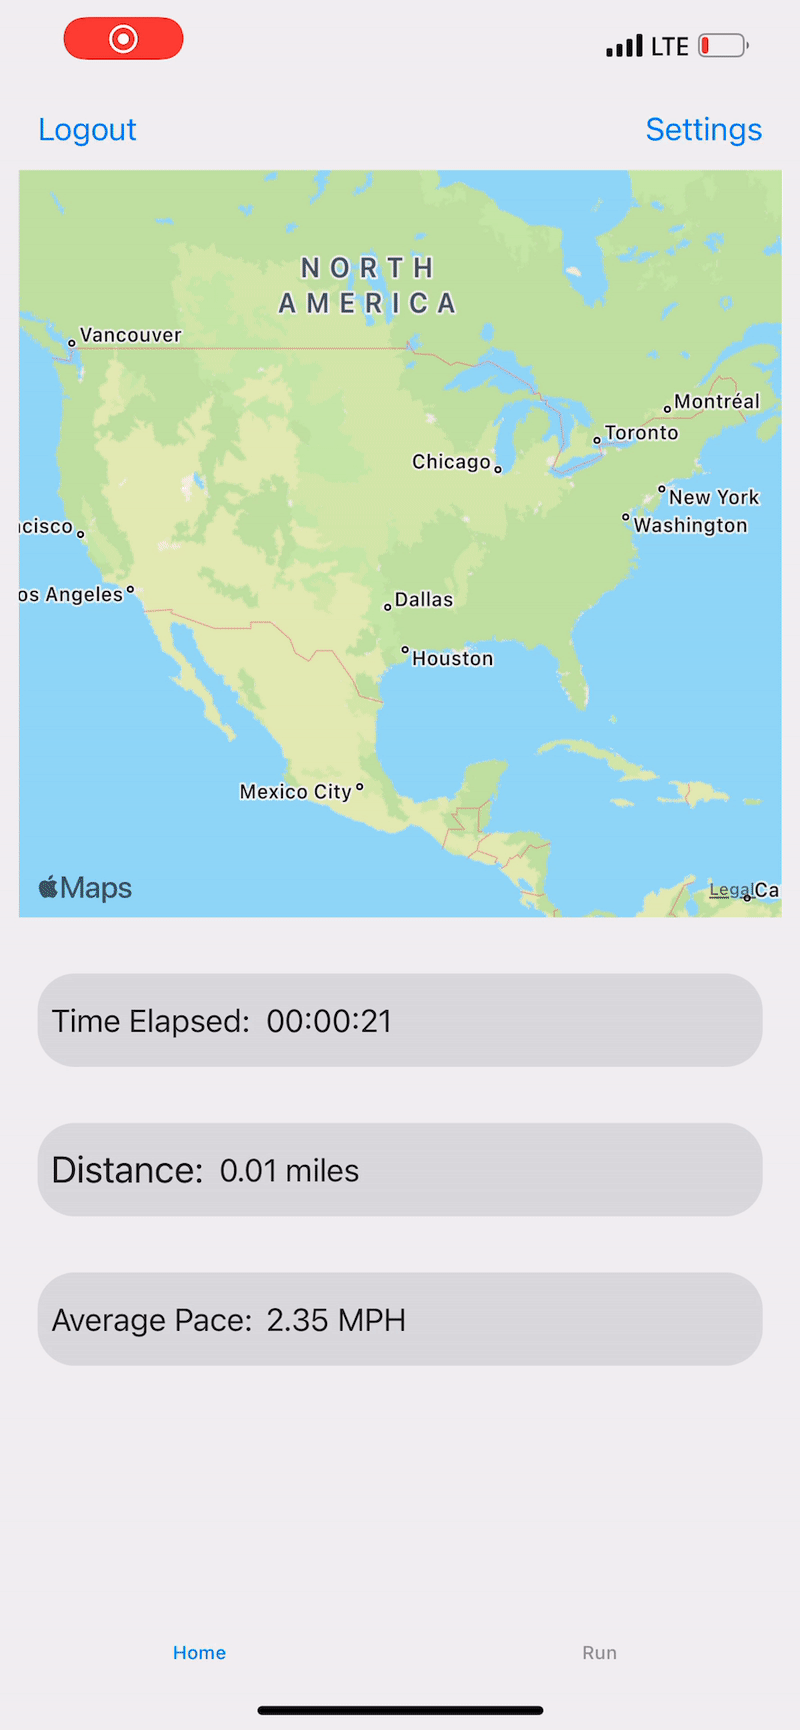 LTE
Logout
Settings
NORTH
AMERICA
Vancouver
Montréal
Toronto
Chicago
New York
Washington
ncisco
os Angeles
Dallas
Houston
Mexico City
Maps
Legal
Ca
Time Elapsed: 00:00:21
Distance: 0.01 miles
Average Pace: 2.35 MPH
Home
Run